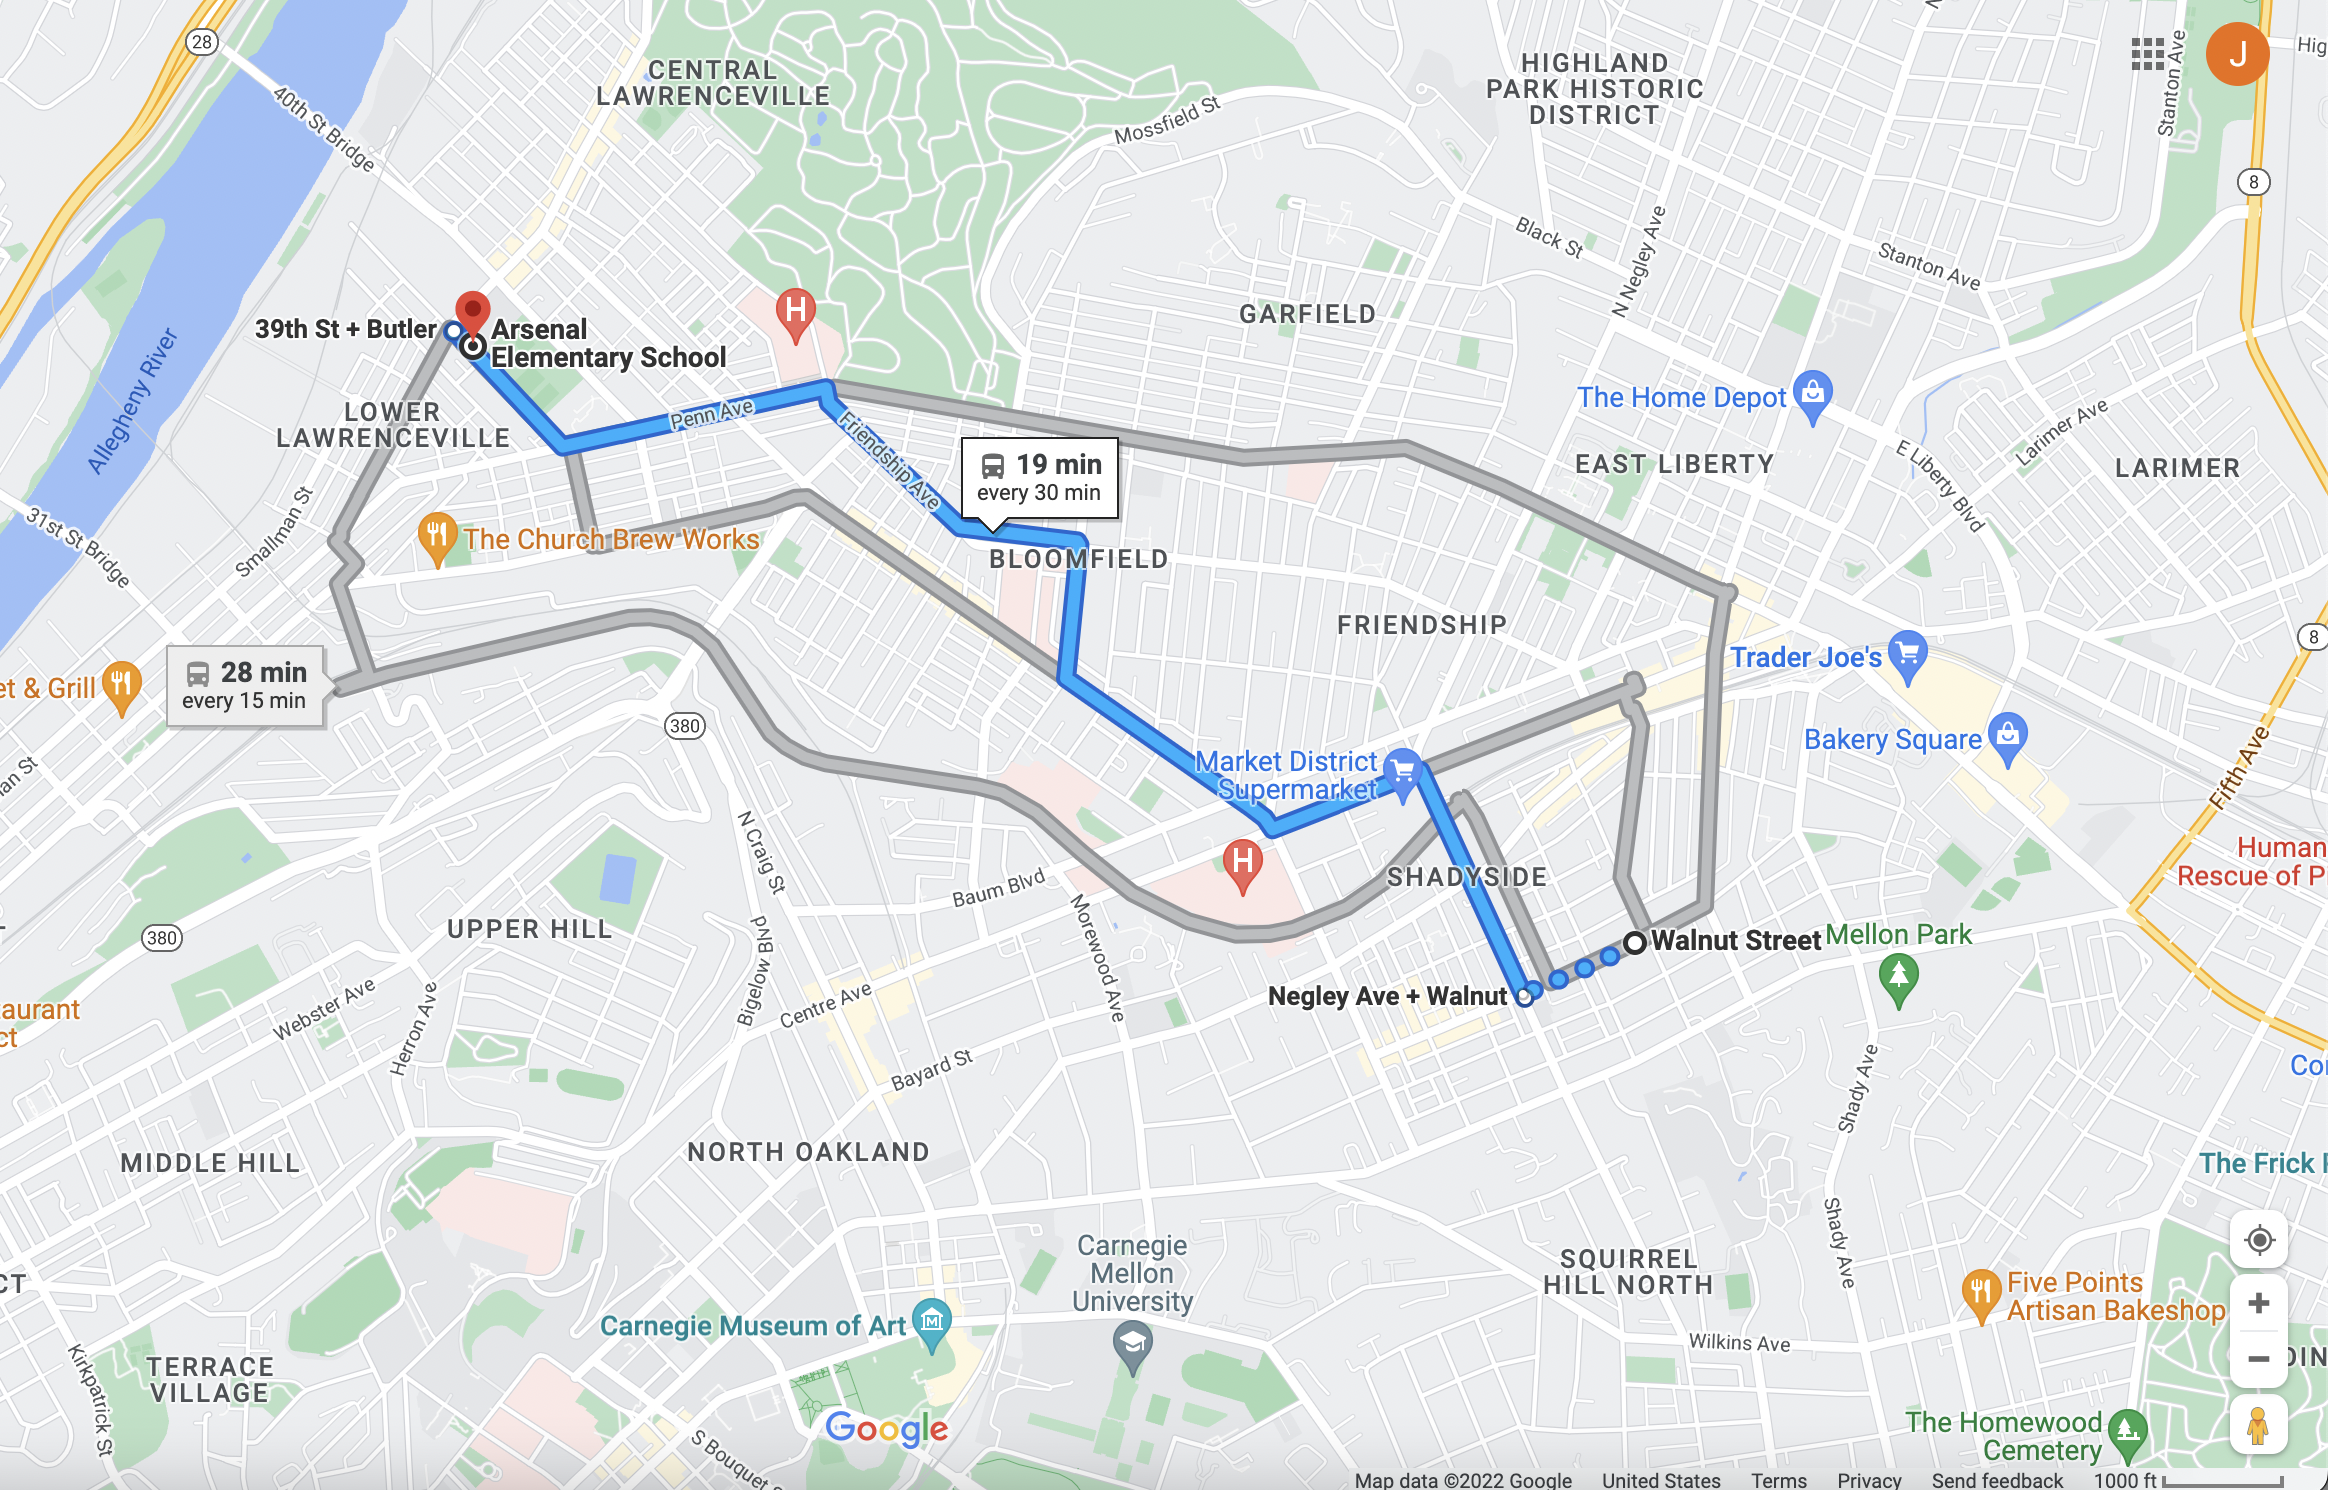 28
40th St Bridge
CENTRAL
LAWRENCEVILLE
Mossfield St
HIGHLAND
PARK HISTORIC
DISTRICT
Stanton Ave
J
Hig
8
Black St
N Negley Ave
Stanton Ave
H
GARFIELD
39th St + Butler
Arsenal
Elementary School
Allegheny River
LOWER
LAWRENCEVILLE
Penn Ave
Friendship Ave
19 min
every 30 min
The Home Depot
EAST LIBERTY
E Liberty Blvd
Larimer Ave
LARIMER
31st St Bridge
Smallman St
The Church Brew Works
BLOOMFIELD
FRIENDSHIP
8
Trader Joe's
28 min
every 15 min
et & Grill
380
Bakery Square
Fifth Ave
Market District
Supermarket
an St
N Craig St
H
SHADYSIDE
Human
Rescue of P
Baum Blvd
Morewood Ave
380
UPPER HILL
Bigelow Blvd
Walnut Street
Mellon Park
Negley Ave + Walnut
Centre Ave
aurant
ct
Webster Ave
Herron Ave
Bayard St
Shady Ave
Col
MIDDLE HILL
NORTH OAKLAND
The Frick P
Shady Ave
CT
Carnegie
Mellon
University
SQUIRREL
HILL NORTH
Five Points
Artisan Bakeshop
Carnegie Museum of Art
M
Wilkins Ave
Kirkpatrick St
TERRACE
VILLAGE
OIN
Google
S Bouquet S
The Homewood
Cemetery
Map data ©2022 Google United States Terms Privacy Send feedback 1000 ft